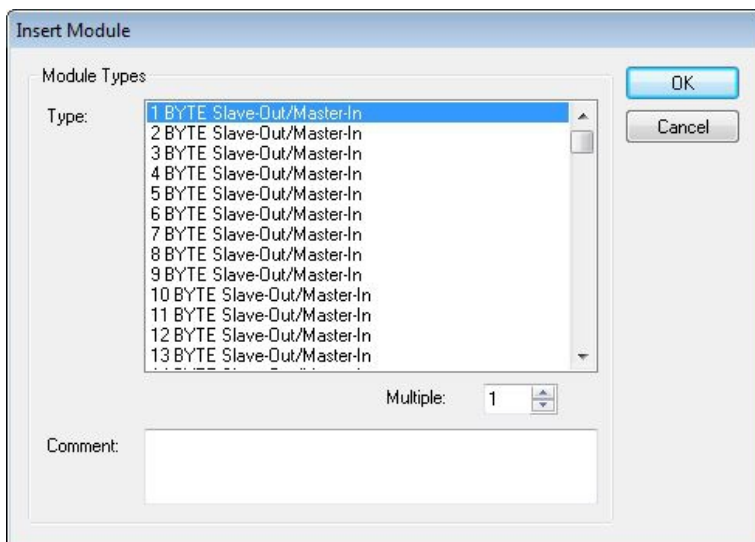 Insert Module
Module Types
OK
Type:
1 BYTE Slave-Out/Master-In
Cancel
2 BYTE Slave-Out/Master-In
3 BYTE Slave-Out/Master-In
4 BYTE Slave-Out/Master-In
5 BYTE Slave-Out/Master-In
6 BYTE Slave-Out/Master-In
7 BYTE Slave-Out/Master-In
8 BYTE Slave-Out/Master-In
9 BYTE Slave-Out/Master-In
10 BYTE Slave-Out/Master-In
11 BYTE Slave-Out/Master-In
12 BYTE Slave-Out/Master-In
13 BYTE Slave-Out/Master-In
Multiple: 1
Comment: